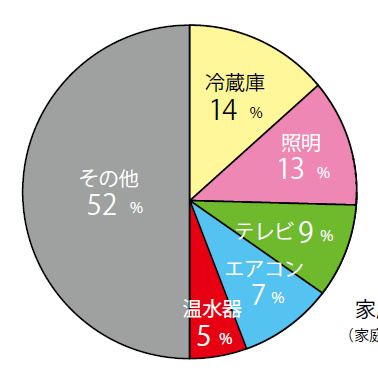 冷蔵庫
14 %
照明
13 %
テレビ 9 %
エアコン
7 %
温水器
5 %
その他
52 %
家
（家庭